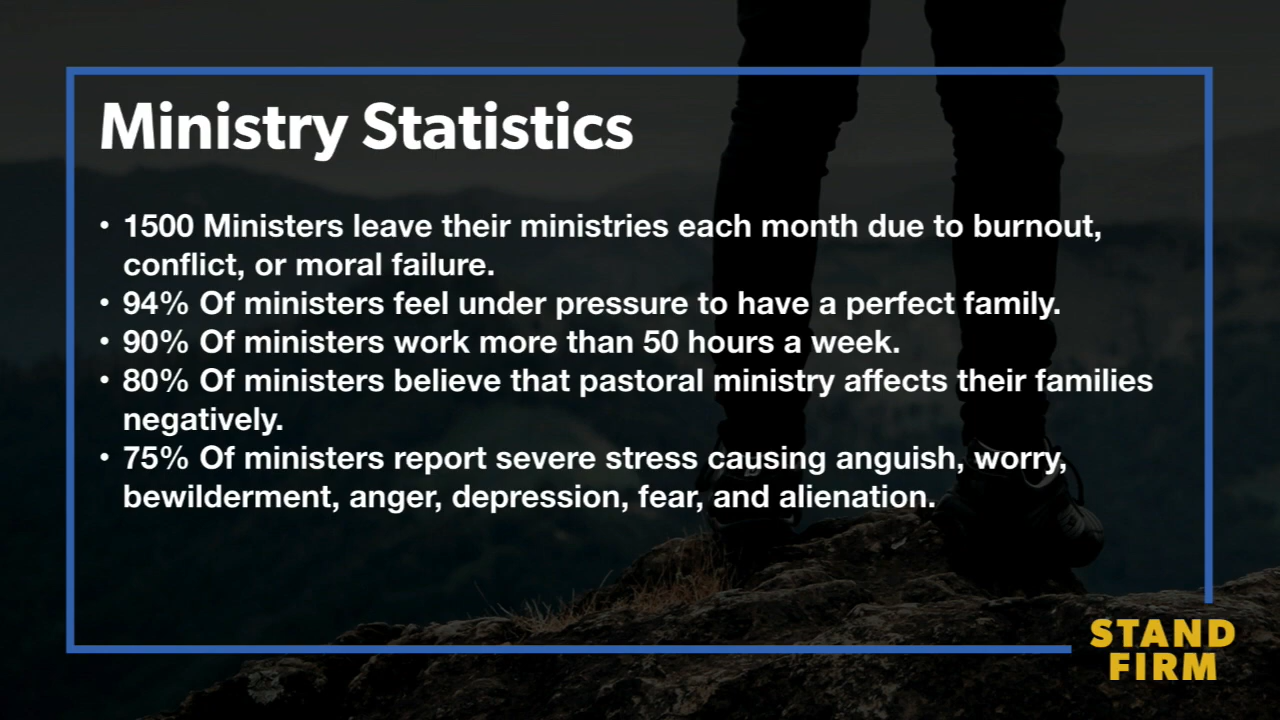 Ministry Statistics
• 1500 Ministers leave their ministries each month due to burnout,
conflict, or moral failure.
• 94% Of ministers feel under pressure to have a perfect family.
• 90% Of ministers work more than 50 hours a week.
• 80% Of ministers believe that pastoral ministry affects their families
negatively.
• 75% Of ministers report severe stress causing anguish, worry,
bewilderment, anger, depression, fear, and alienation.
STAND
FIRM